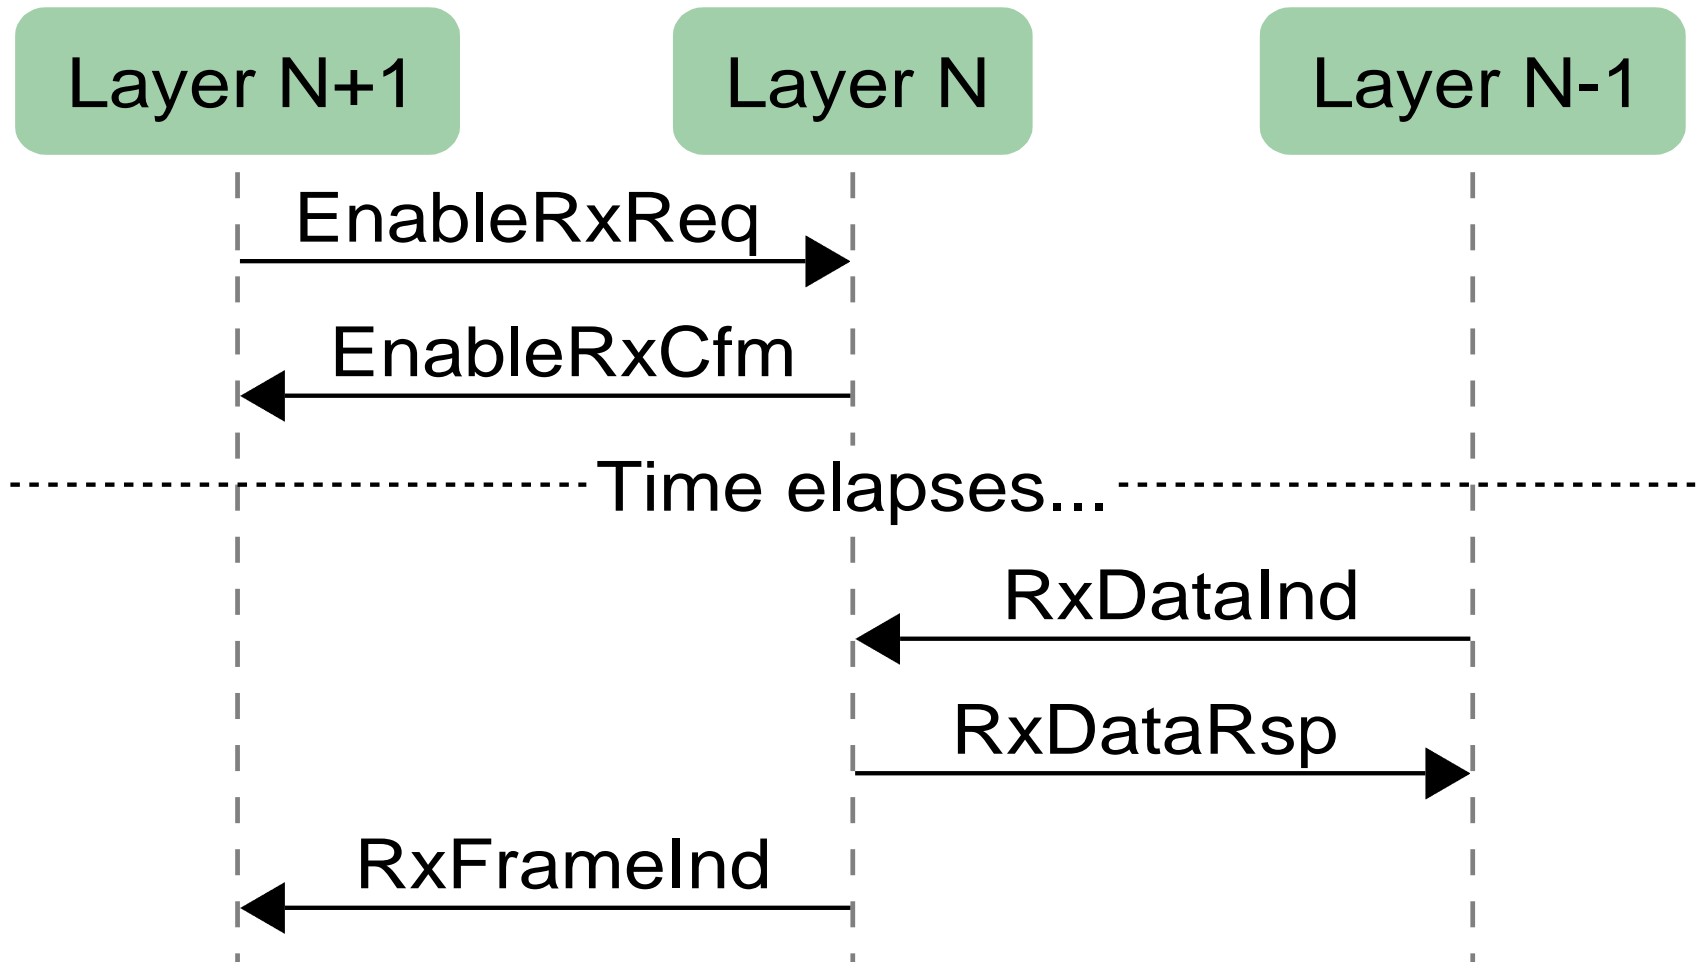 Layer N+1
Layer N
Layer N-1
EnableRxReq
EnableRxCfm
Time elapses...
RxDataInd
RxDataRsp
RxFrameInd